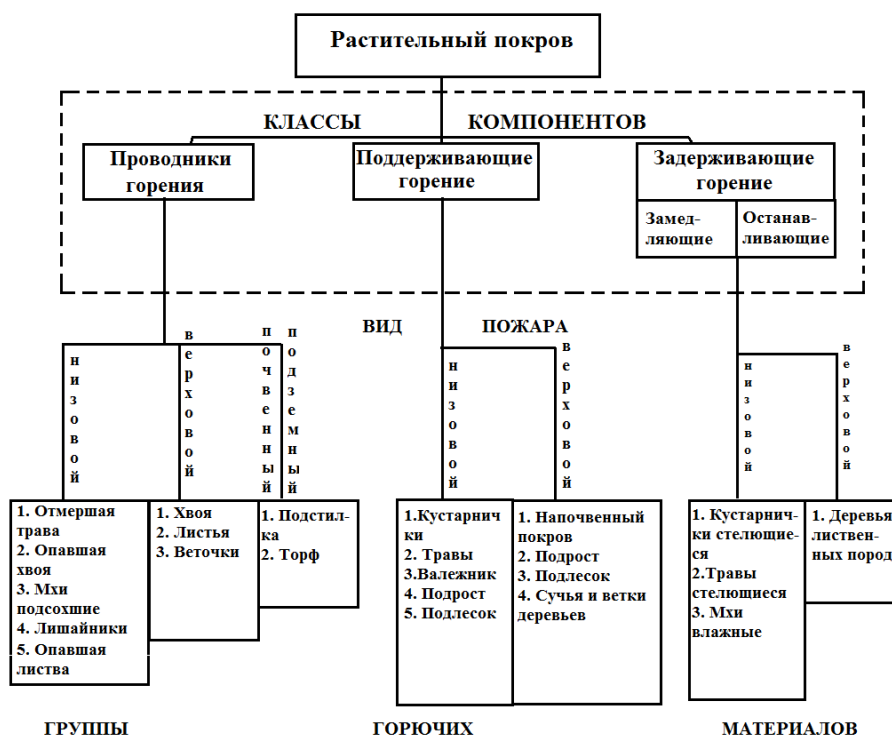 Растительный покров
КЛАССЫ КОМПОНЕНТОВ
Проводники
горения
Поддерживающие
горение
Задерживающие
горение
Замед-
ляющие
Останав-
ливающие
ВИД ПОЖАРА
низовой
верховой
почвенный
подземный
низовой
верховой
низовой
верховой
1. Отмершая
трава
2. Опавшая
хвоя
3. Мхи
подсохшие
4. Лишайники
5. Опавшая
листва
1. Хвоя
2. Листья
3. Веточки
1. Подстил-
ка
2. Торф
1.Кустарнич
ки
2. Травы
3.Валежник
4. Подрост
5. Подлесок
1. Напочвенный
покров
2. Подрост
3. Подлесок
4. Сучья и ветки
деревьев
1. Кустарнич-
ки стелющие-
ся
2.Травы
стелющиеся
3. Мхи
влажные
1. Деревья
листвен-
ных пород
ГРУППЫ ГОРЮЧИХ МАТЕРИАЛОВ